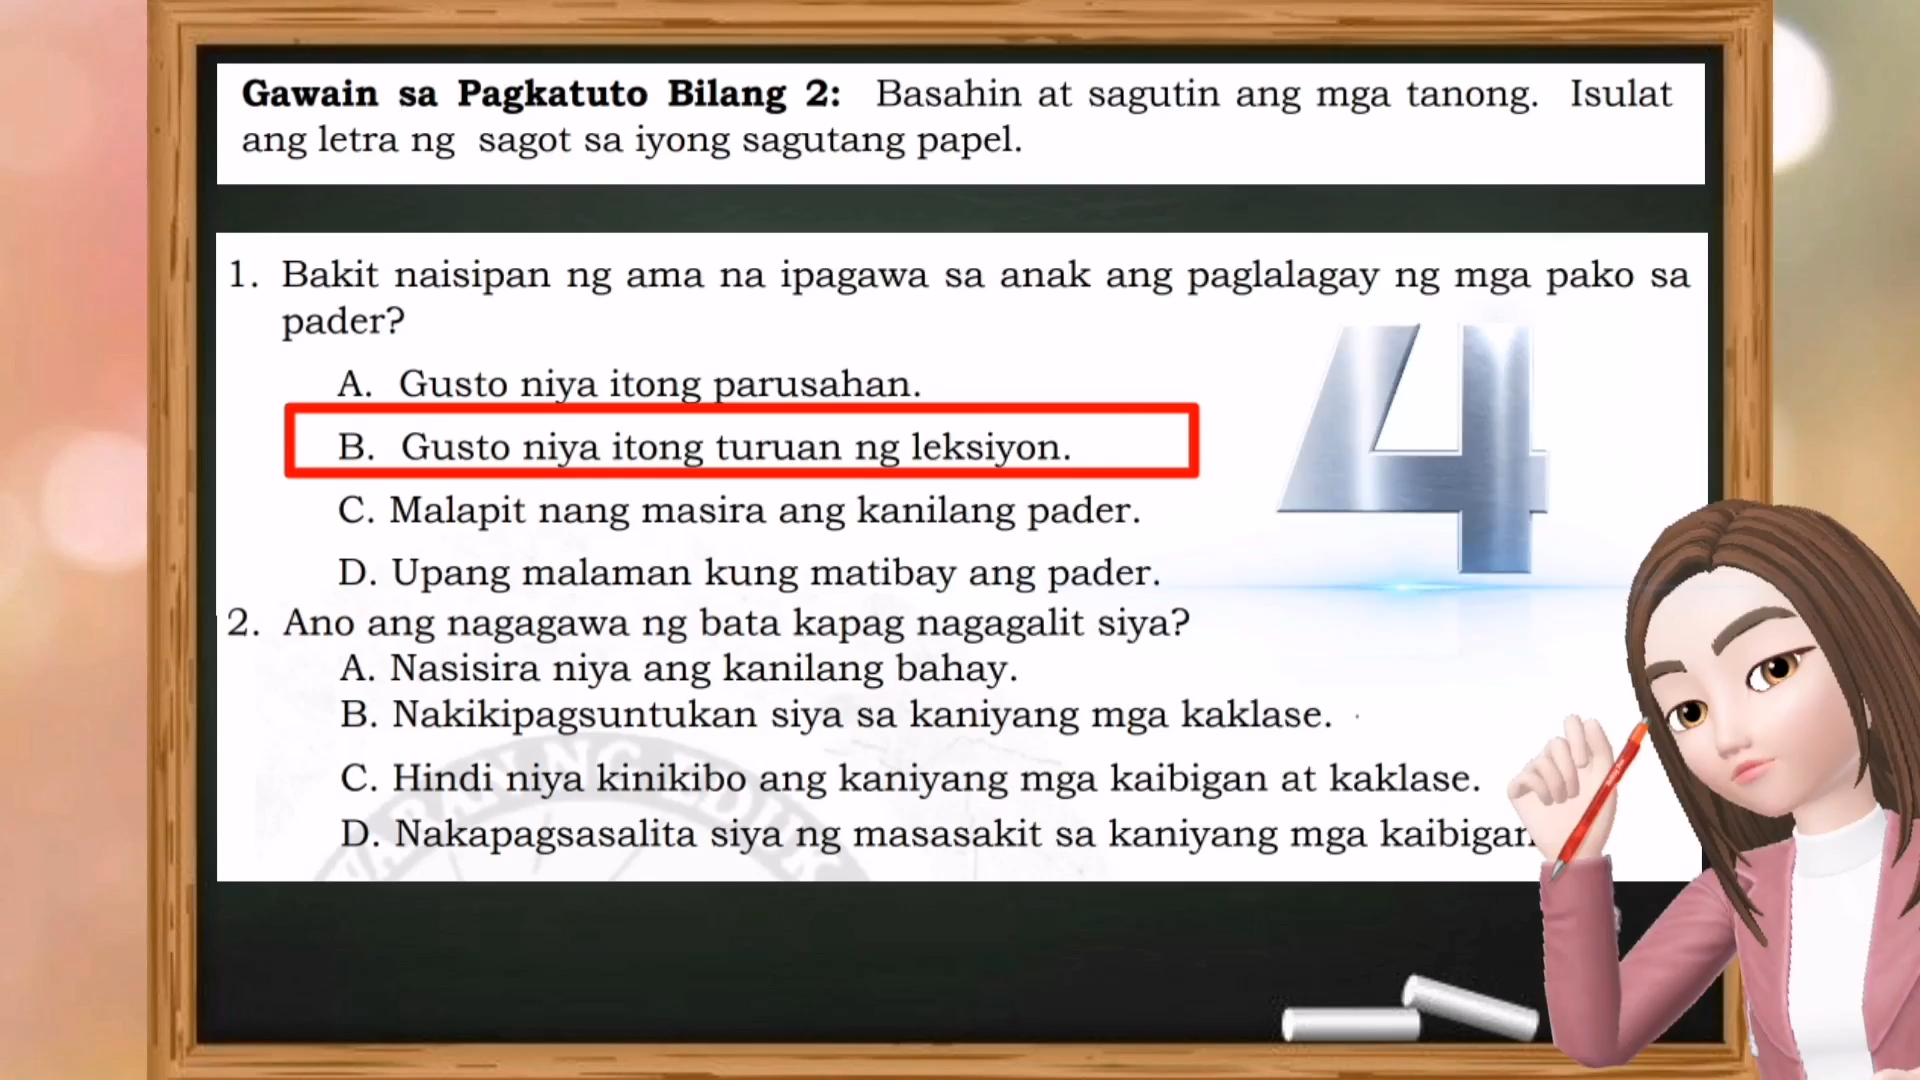 Gawain sa Pagkatuto Bilang 2: Basahin at sagutin ang mga tanong. Isulat
ang letra ng sagot sa iyong sagutang papel.
1. Bakit naisipan ng ama na ipagawa sa anak ang paglalagay ng mga pako sa
pader?
4
A. Gusto niya itong parusahan.
B. Gusto niya itong turuan ng leksiyon.
C. Malapit nang masira ang kanilang pader.
D. Upang malaman kung matibay ang pader.
2. Ano ang nagagawa ng bata kapag nagagalit siya?
A. Nasisira niya ang kanilang bahay.
B. Nakikipagsuntukan siya sa kaniyang mga kaklase.
C. Hindi niya kinikibo ang kaniyang mga kaibigan at kaklase.
D. Nakapagsasalita siya ng masasakit sa kaniyang mga kaibigan